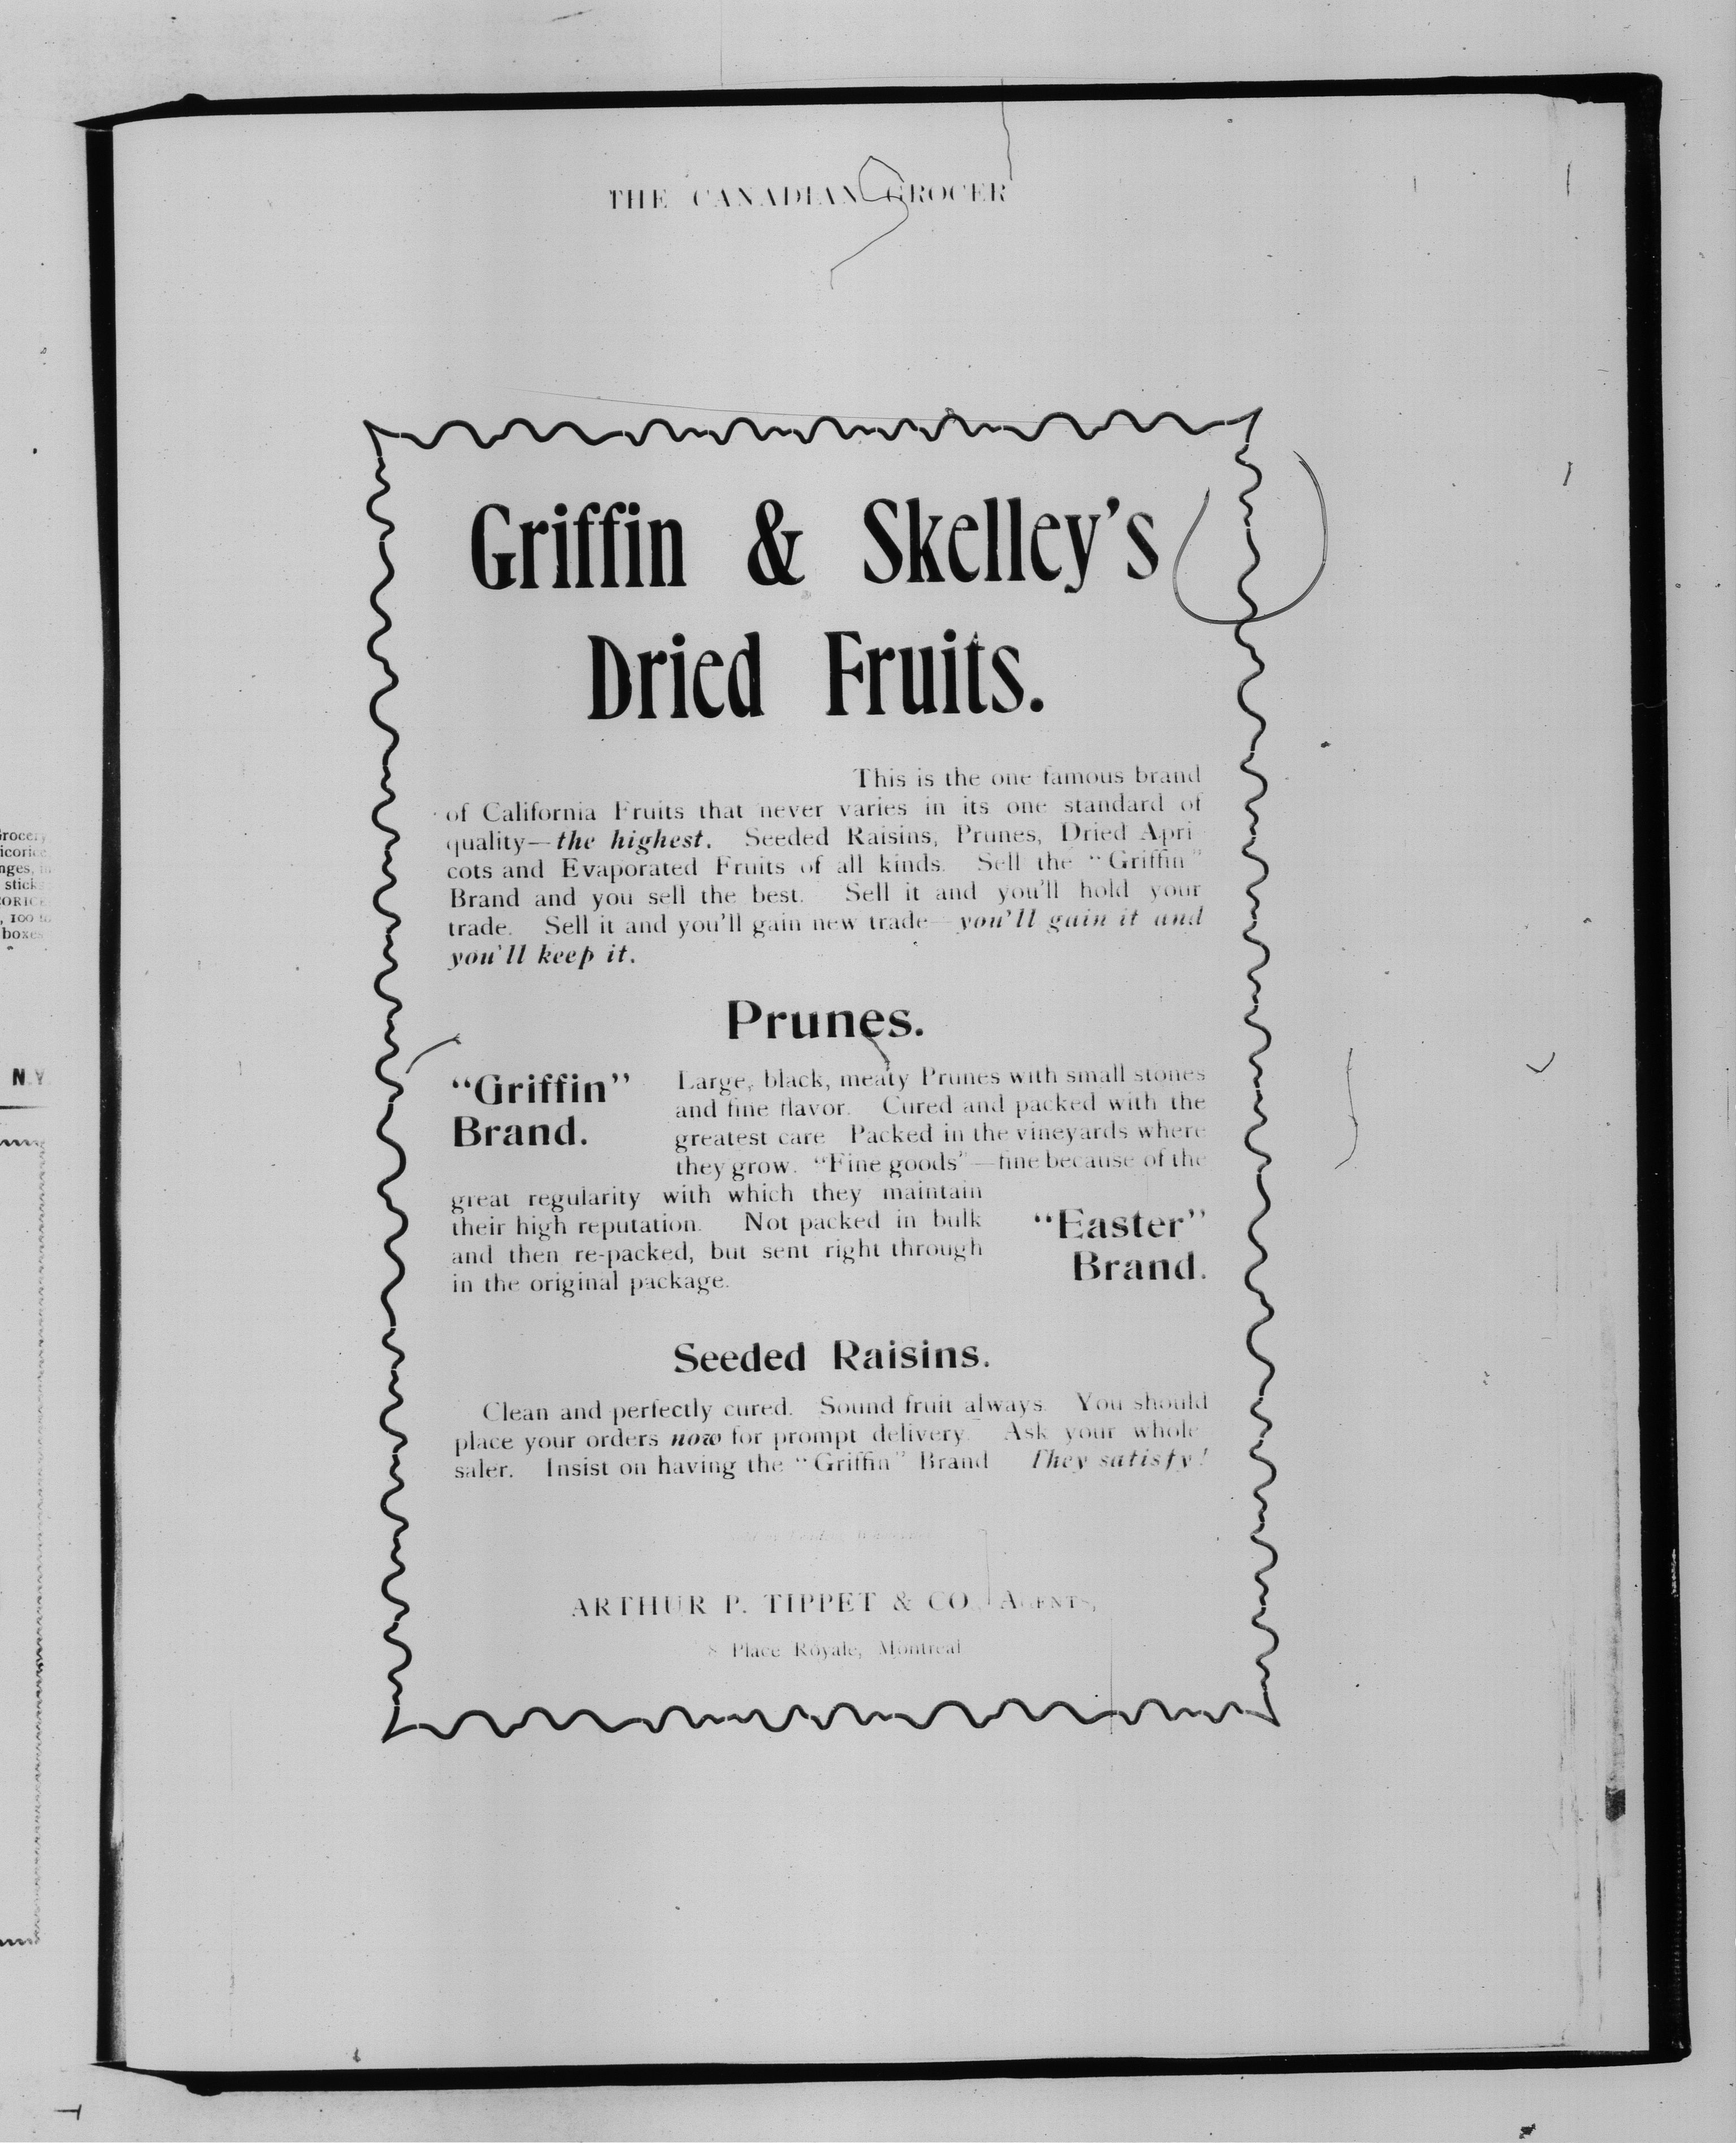 THE CANADIAN GROCER
Griffin & Skelley's
Dried Fruits.
This is the one famous brand
of California Fruits that never varies in its one standard of
quality—the highest. Seeded Raisins, Prunes, Dried Apri
cots and Evaporated Fruits of all kinds. Sell the "Griffin"
Brand and you sell the best. Sell it and you'll hold your
trade. Sell it and you'll gain new trade—you'll gain it and
you'll keep it.
Prunes.
"Griffin"
Brand.
Large, black, meaty Prunes with small stones
and fine flavor. Cured and packed with the
greatest care Packed in the vineyards where
they grow. "Fine goods"—fine because of the
great regularity with which they maintain
their high reputation. Not packed in bulk
and then re-packed, but sent right through
in the original package.
"Easter"
Brand.
Seeded Raisins.
Clean and perfectly cured. Sound fruit always. You should
place your orders now for prompt delivery. Ask your whole
saler. Insist on having the "Griffin" Brand They satisfy!
ARTHUR P. TIPPET & CO., AGENTS,
8 Place Royale, Montreal
Grocery
icorice
sticks
, 100 to
boxes
N.Y.